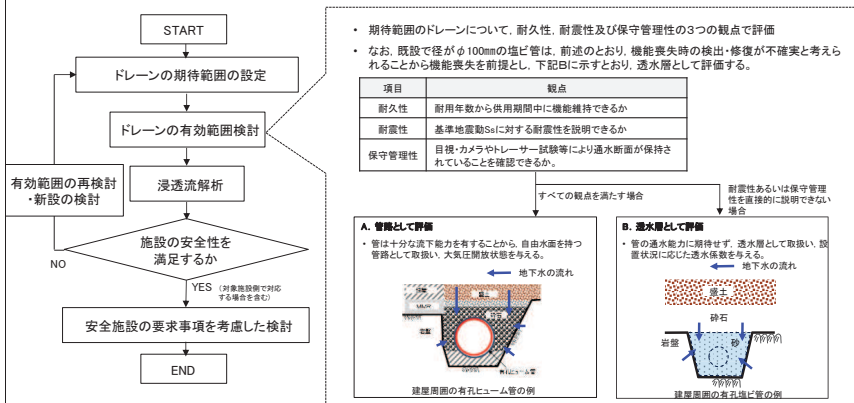 START
ドレーンの期待範囲の設定
ドレーンの有効範囲検討
有効範囲の再検討
・新設の検討
浸透流解析
施設の安全性を
満足するか
NO
YES
(対象施設側で対応
する場合を含む)
安全施設の要求事項を考慮した検討
END
• 期待範囲のドレーンについて，耐久性，耐震性及び保守管理性の3つの観点で評価
• なお，既設で径がφ100mmの塩ビ管は，前述のとおり，機能喪失時の検出・修復が不確実と考えら
れることから機能喪失を前提とし，下記Bに示すとおり，透水層として評価する。
項目 観点
耐久性 耐用年数から供用期間中に機能維持できるか
耐震性 基準地震動Ssに対する耐震性を説明できるか
保守管理性 目視・カメラやトレーサー試験等により通水断面が保持さ
れていることを確認できるか。
すべての観点を満たす場合
耐震性あるいは保守管理
性を直接的に説明できない
場合
A. 管路として評価
• 管は十分な流下能力を有することから，自由水面を持つ
管路として取扱い，大気圧開放状態を与える。
地下水の流れ
盛土
MMR
砕石
岩盤
有孔ヒューム管
建屋周囲の有孔ヒューム管の例
B. 透水層として評価
• 管の通水能力に期待せず，透水層として取扱い，設
置状況に応じた透水係数を与える。
地下水の流れ
盛土
砕石
岩盤
砂
建屋周囲の有孔塩ビ管の例